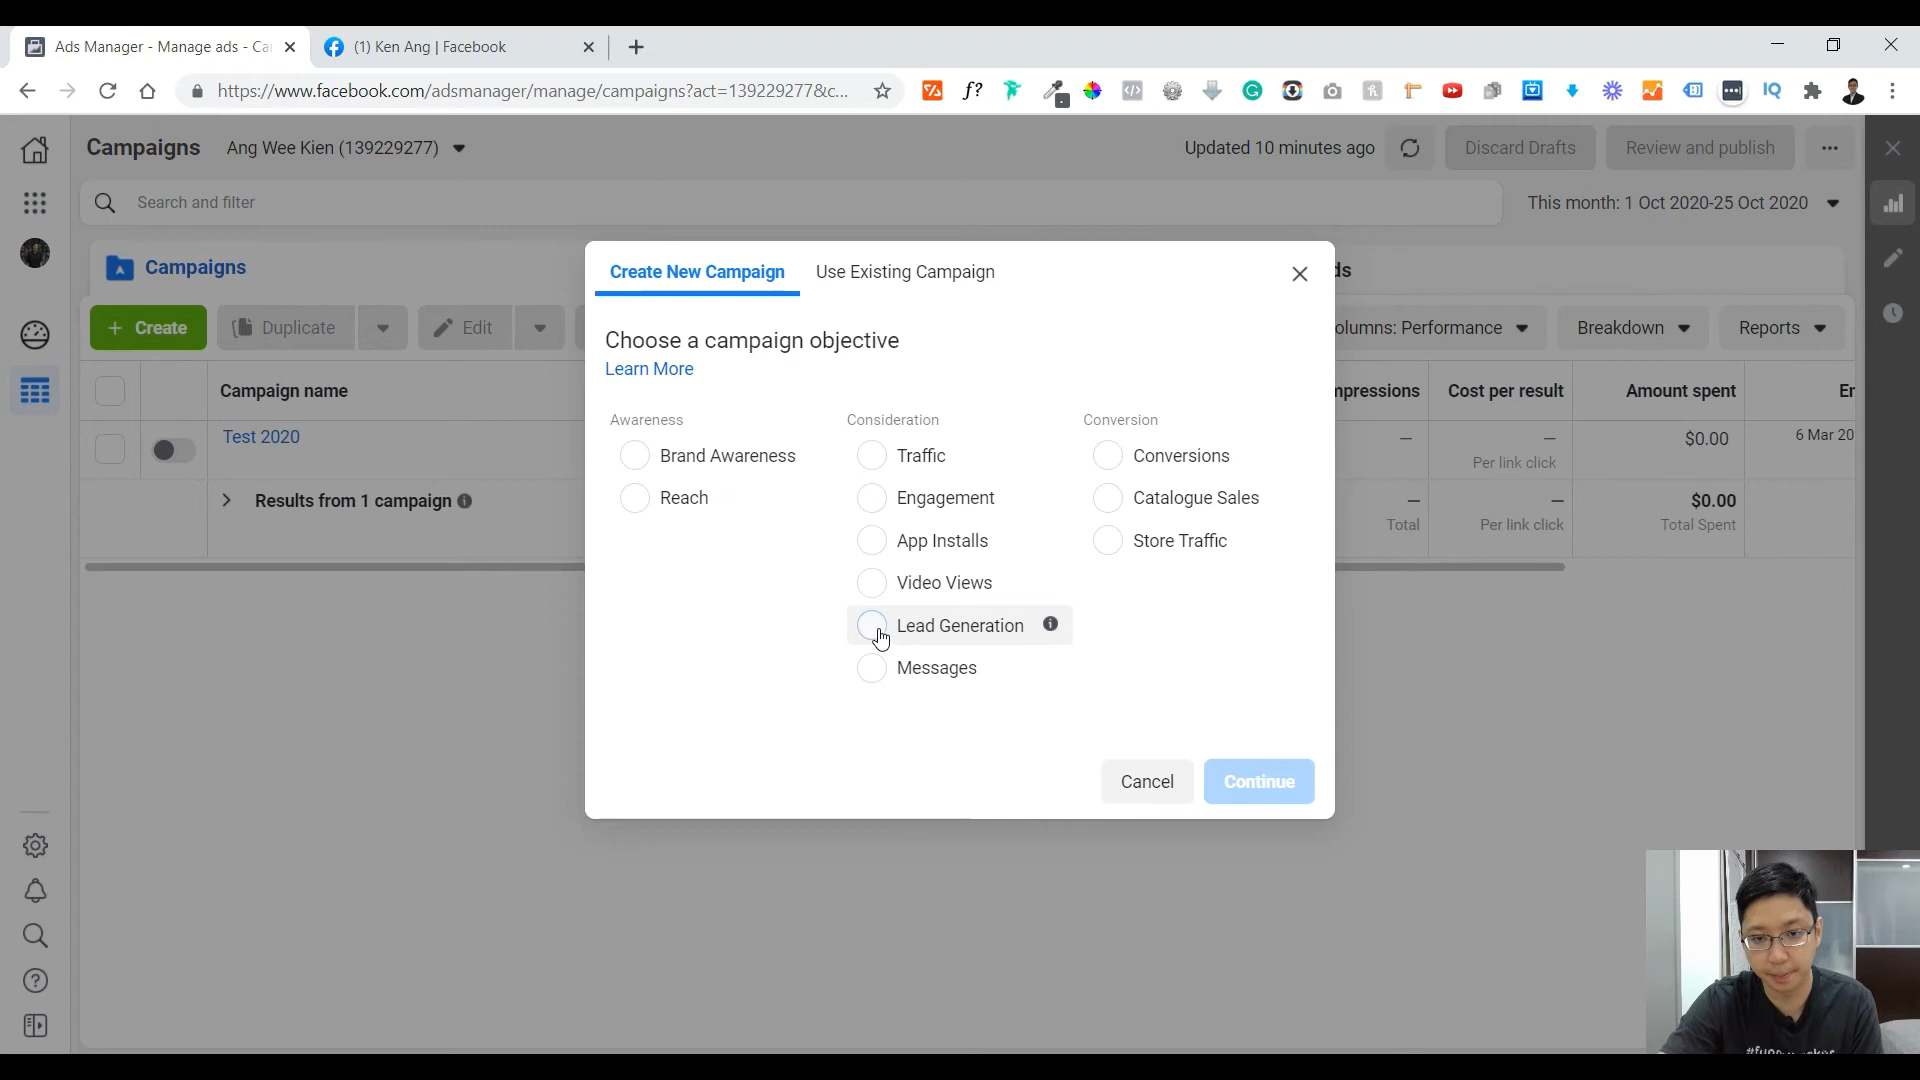 Ads Manager - Manage ads - Ca
(1) Ken Ang | Facebook
https://www.facebook.com/adsmanager/manage/campaigns?act=139229277&c...
Campaigns
Ang Wee Kien (139229277)
Updated 10 minutes ago
Discard Drafts
Review and publish
Search and filter
This month: 1 Oct 2020-25 Oct 2020
Campaigns
ds
Create
Duplicate
Edit
olumns: Performance
Breakdown
Reports
Campaign name
mpressions
Cost per result
Amount spent
Er
Test 2020
—
—
Per link click
$0.00
6 Mar 20
Results from 1 campaign
—
Total
—
Per link click
$0.00
Total Spent
Create New Campaign
Use Existing Campaign
Choose a campaign objective
Learn More
Awareness
Brand Awareness
Reach
Consideration
Traffic
Engagement
App Installs
Video Views
Lead Generation
Messages
Conversion
Conversions
Catalogue Sales
Store Traffic
Cancel
Continue